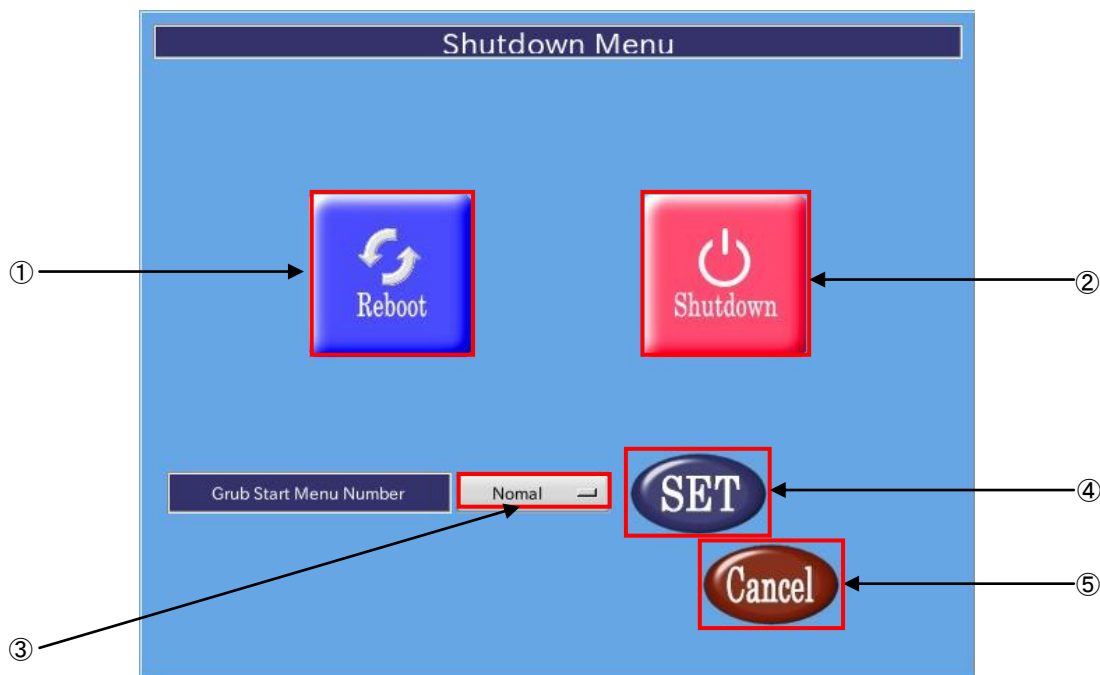 Shutdown Menu
①
Reboot
Shutdown
②
Grub Start Menu Number
Nomal
SET
④
Cancel
⑤
③